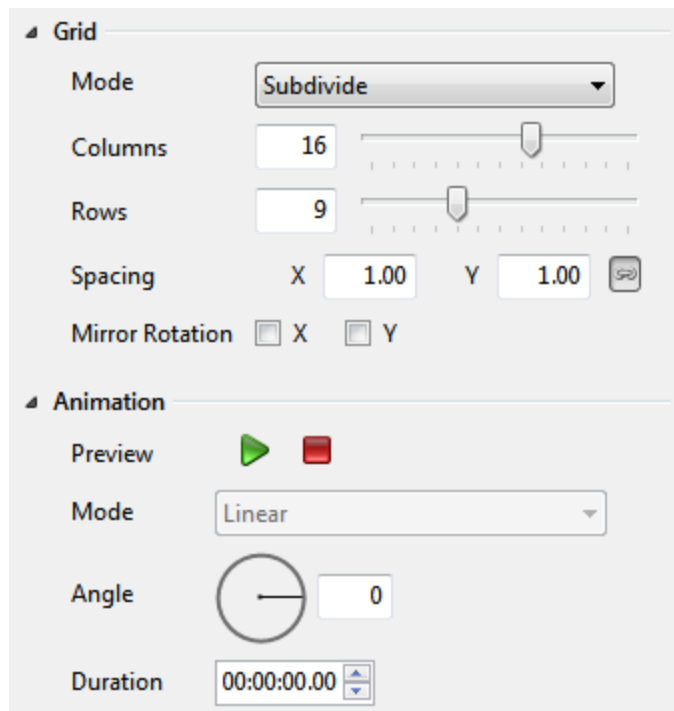 Grid
Mode Subdivide
Columns 16
Rows 9
Spacing X 1.00 Y 1.00
Mirror Rotation X Y
Animation
Preview
Mode Linear
Angle 0
Duration 00:00:00.00